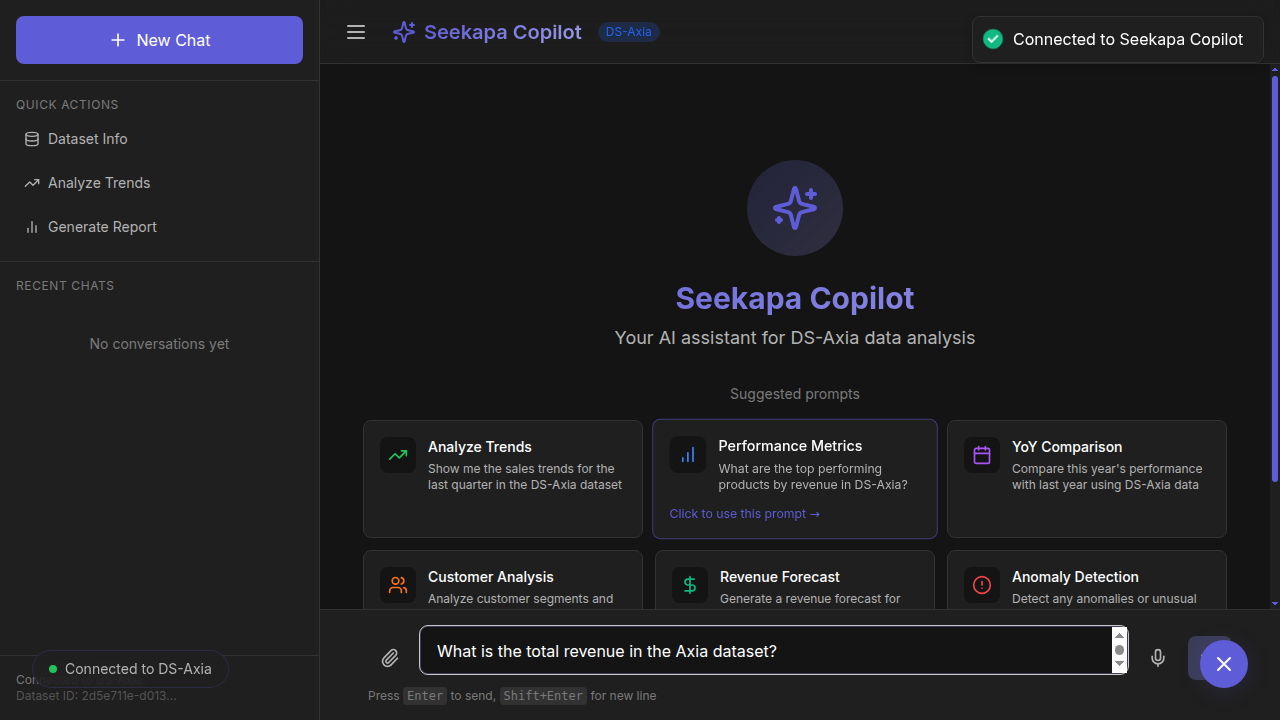 New Chat
QUICK ACTIONS
Dataset Info
Analyze Trends
Generate Report
RECENT CHATS
No conversations yet
Connected to DS-Axia
Dataset ID: 2d5e711e-d013...
Seekapa Copilot
DS-Axia
Connected to Seekapa Copilot
Seekapa Copilot
Your AI assistant for DS-Axia data analysis
Suggested prompts
Analyze Trends
Show me the sales trends for the
last quarter in the DS-Axia dataset
Performance Metrics
What are the top performing
products by revenue in DS-Axia?
Click to use this prompt →
YoY Comparison
Compare this year's performance
with last year using DS-Axia data
Customer Analysis
Analyze customer segments and
Revenue Forecast
Generate a revenue forecast for
Anomaly Detection
Detect any anomalies or unusual
What is the total revenue in the Axia dataset?
Press Enter to send, Shift+Enter for new line